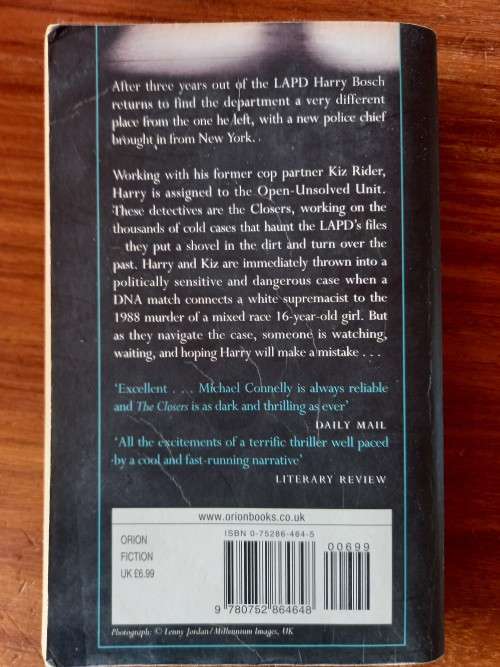 After three years out of the LAPD Harry Bosch
returns to find the department a very different
place from the one he left, with a new police chief
brought in from New York.
Working with his former cop partner Kiz Rider,
Harry is assigned to the Open-Unsolved Unit.
These detectives are the Closers, working on the
thousands of cold cases that haunt the LAPD's files
– they put a shovel in the dirt and turn over the
past. Harry and Kiz are immediately thrown into a
politically sensitive and dangerous case when a
DNA match connects a white supremacist to the
1988 murder of a mixed race 16-year-old girl. But
as they navigate the case, someone is watching,
waiting, and hoping Harry will make a mistake . . .
'Excellent . . . Michael Connelly is always reliable
and The Closers is as dark and thrilling as ever'
DAILY MAIL
'All the excitements of a terrific thriller well paced
by a cool and fast-running narrative'
LITERARY REVIEW
www.orionbooks.co.uk
ORION
FICTION
UK £6.99
ISBN 0-75286-464-5
00699
9 780752 864648
Photograph: © Lenny Jordan/Millennium Images, UK